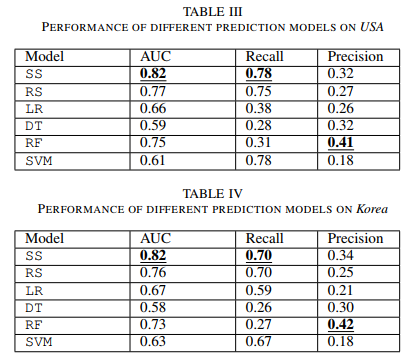 TABLE III
PERFORMANCE OF DIFFERENT PREDICTION MODELS ON USA
Model AUC Recall Precision
SS 0.82 0.78 0.32
RS 0.77 0.75 0.27
LR 0.66 0.38 0.26
DT 0.59 0.28 0.32
RF 0.75 0.31 0.41
SVM 0.61 0.78 0.18
TABLE IV
PERFORMANCE OF DIFFERENT PREDICTION MODELS ON Korea
Model AUC Recall Precision
SS 0.82 0.70 0.34
RS 0.76 0.70 0.25
LR 0.67 0.59 0.21
DT 0.58 0.26 0.30
RF 0.73 0.27 0.42
SVM 0.63 0.67 0.18